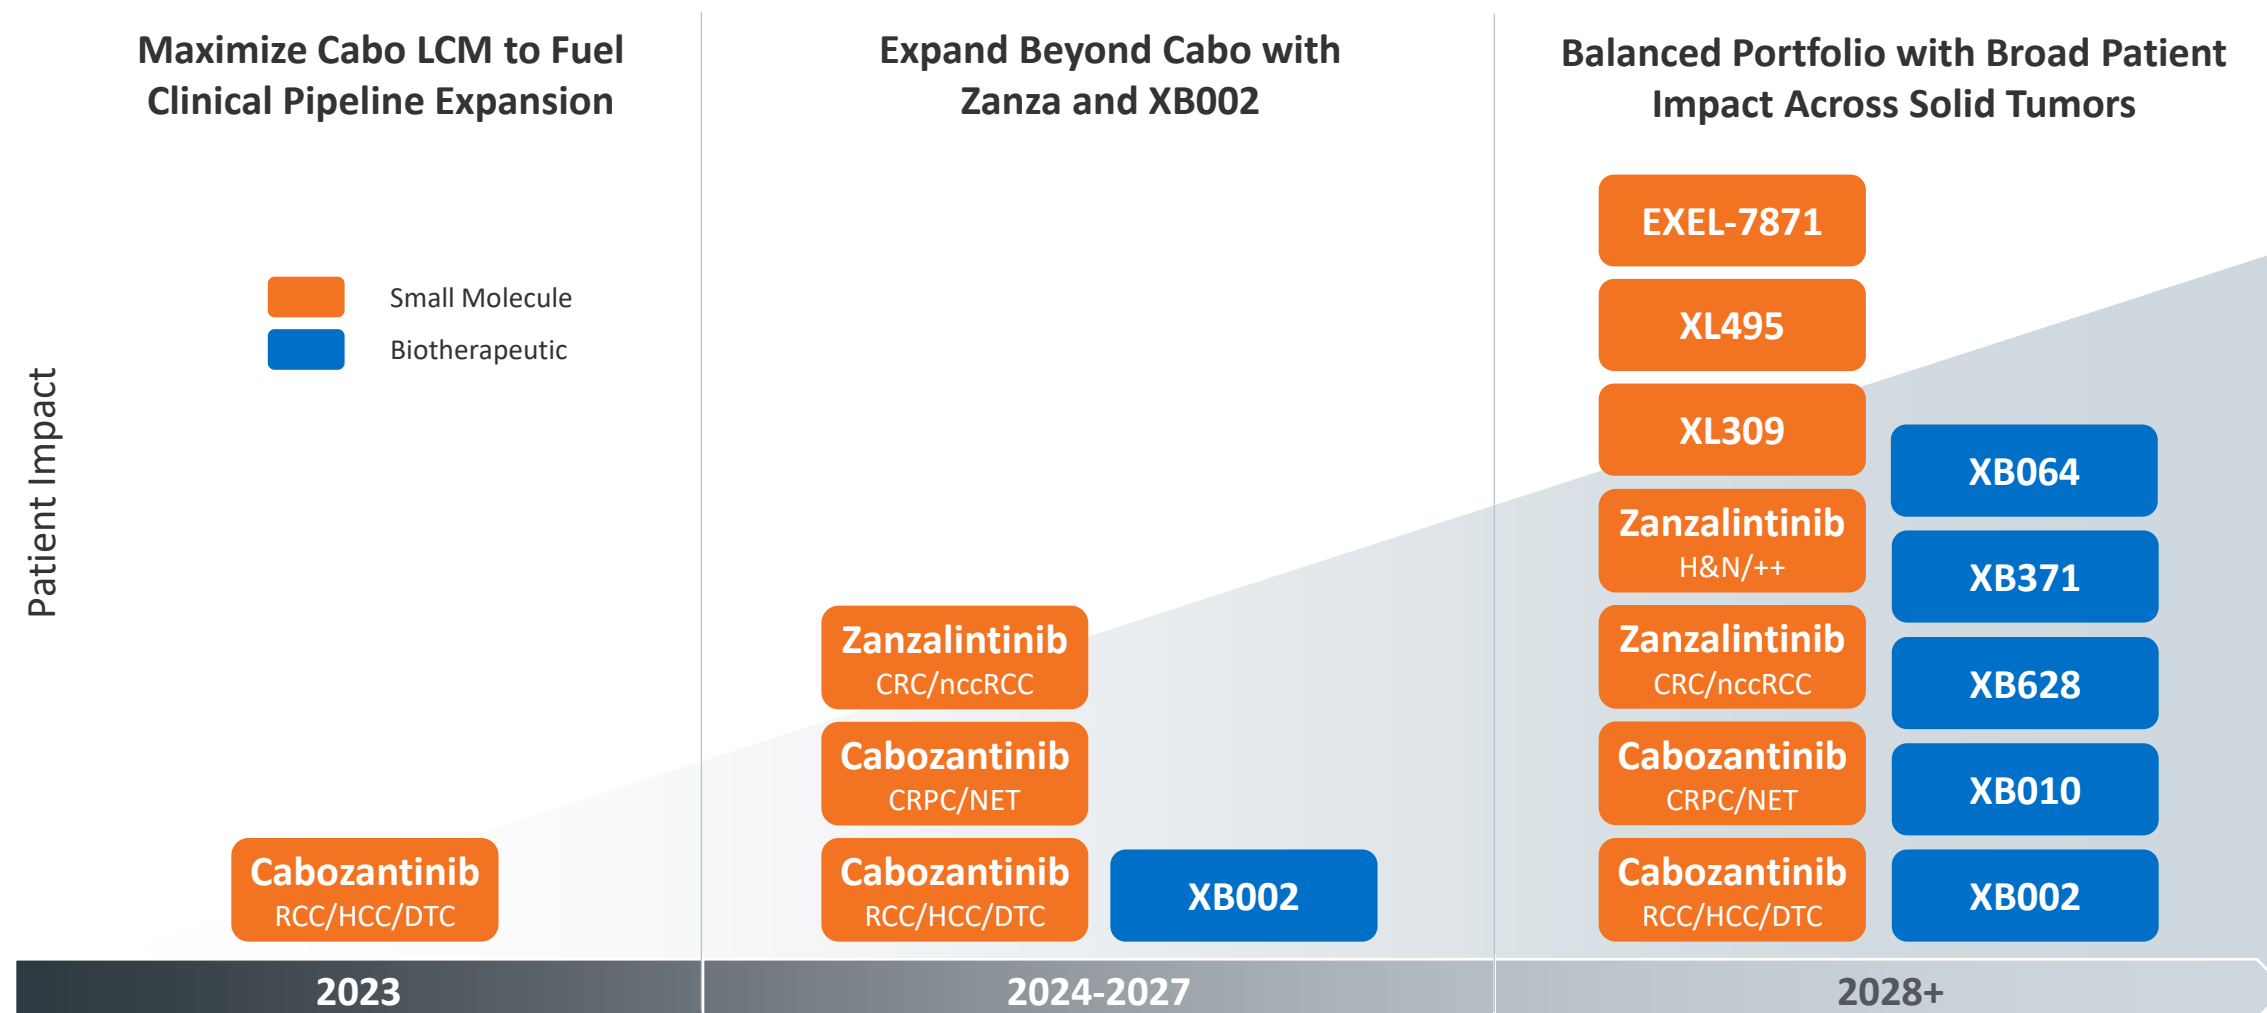 Maximize Cabo LCM to Fuel
Clinical Pipeline Expansion
Expand Beyond Cabo with
Zanza and XB002
Balanced Portfolio with Broad Patient
Impact Across Solid Tumors
Small Molecule
Biotherapeutic
Patient Impact
Cabozantinib
RCC/HCC/DTC
Zanzalintinib
CRC/nccRCC
Cabozantinib
CRPC/NET
Cabozantinib
RCC/HCC/DTC
XB002
EXEL-7871
XL495
XL309
Zanzalintinib
H&N/++
Zanzalintinib
CRC/nccRCC
Cabozantinib
CRPC/NET
Cabozantinib
RCC/HCC/DTC
XB064
XB371
XB628
XB010
XB002
2023
2024-2027
2028+